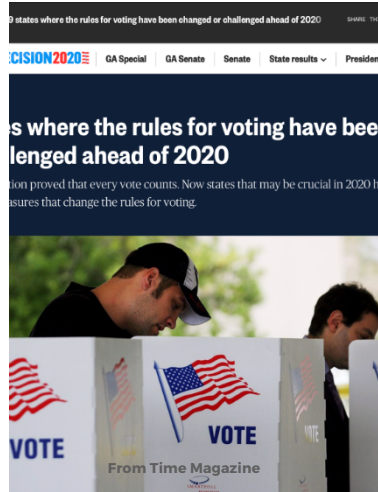 9 states where the rules for voting have been changed or challenged ahead of 2020
SHARE
ECISION2020
GA Special
GA Senate
Senate
State results
Presiden
es where the rules for voting have bee
llenged ahead of 2020
tion proved that every vote counts. Now states that may be crucial in 2020 h
asures that change the rules for voting.
VOTE
VOTE
VOTE
From Time Magazine